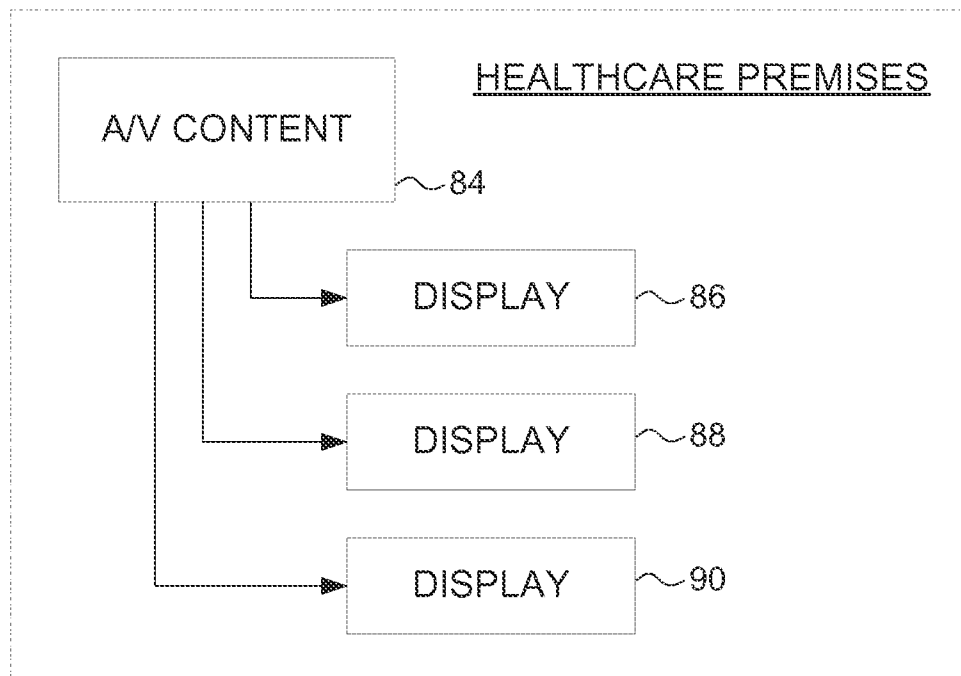 HEALTHCARE PREMISES
A/V CONTENT
84
DISPLAY
86
DISPLAY
88
DISPLAY
90